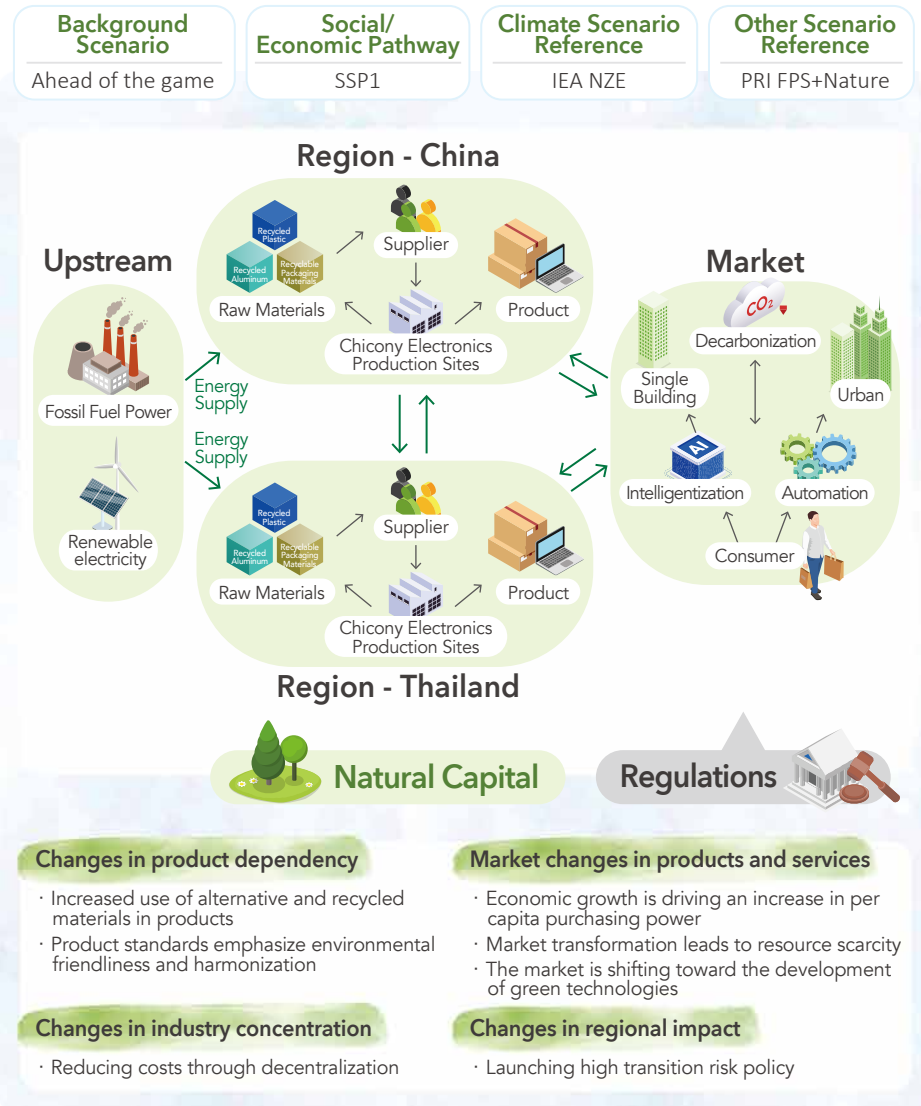 Background
Scenario
Ahead of the game
Social/
Economic Pathway
SSP1
Climate Scenario
Reference
IEA NZE
Other Scenario
Reference
PRI FPS+Nature
Region - China
Recycled
Plastic
Recycled
Aluminum
Recyclable
Packaging
Materials
Raw Materials
Supplier
Product
Chicony Electronics
Production Sites
Upstream
Fossil Fuel Power
Renewable
electricity
Energy
Supply
Energy
Supply
Market
CO2
Decarbonization
Single
Building
Urban
AI
Intelligentization
Automation
Consumer
Recycled
Plastic
Recycled
Aluminum
Recyclable
Packaging
Materials
Raw Materials
Supplier
Product
Chicony Electronics
Production Sites
Region - Thailand
Natural Capital
Regulations
Changes in product dependency
· Increased use of alternative and recycled
materials in products
· Product standards emphasize environmental
friendliness and harmonization
Market changes in products and services
· Economic growth is driving an increase in per
capita purchasing power
· Market transformation leads to resource scarcity
· The market is shifting toward the development
of green technologies
Changes in industry concentration
· Reducing costs through decentralization
Changes in regional impact
· Launching high transition risk policy